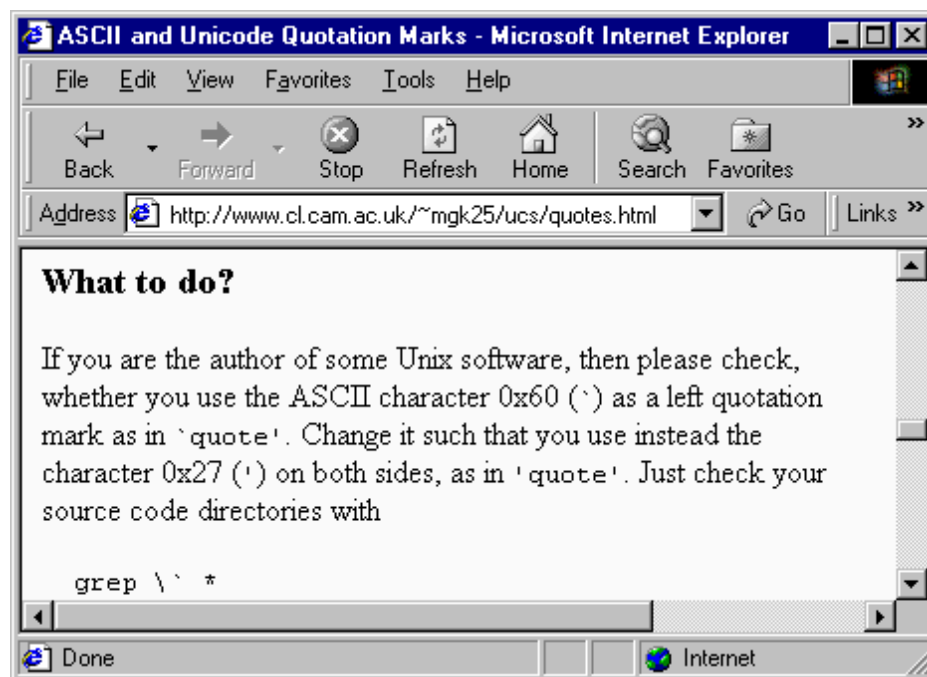 ASCII and Unicode Quotation Marks - Microsoft Internet Explorer
File Edit View Favorites Tools Help
Back Forward Stop Refresh Home Search Favorites »
Address http://www.cl.cam.ac.uk/~mgk25/ucs/quotes.html Go Links »
What to do?
If you are the author of some Unix software, then please check,
whether you use the ASCII character 0x60 (`) as a left quotation
mark as in `quote'. Change it such that you use instead the
character 0x27 (') on both sides, as in 'quote'. Just check your
source code directories with
grep \` *
Done Internet